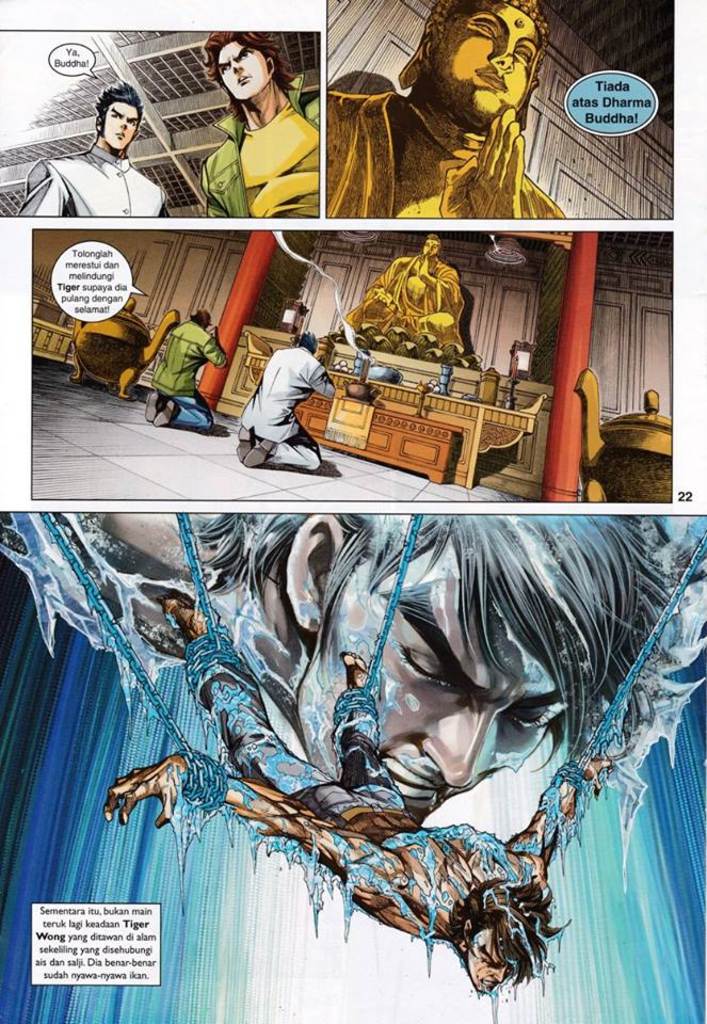 Ya,
Buddha!
Tiada
atas Dharma
Buddha!
Tolonglah
merestui dan
melindungi
Tiger supaya dia
pulang dengan
selamat!
22
Sementara itu, bukan main
teruk lagi keadaan Tiger
Wong yang ditawan di alam
sekeliling yang disehubungi
ais dan salji. Dia benar-benar
sudah nyawa-nyawa ikan.